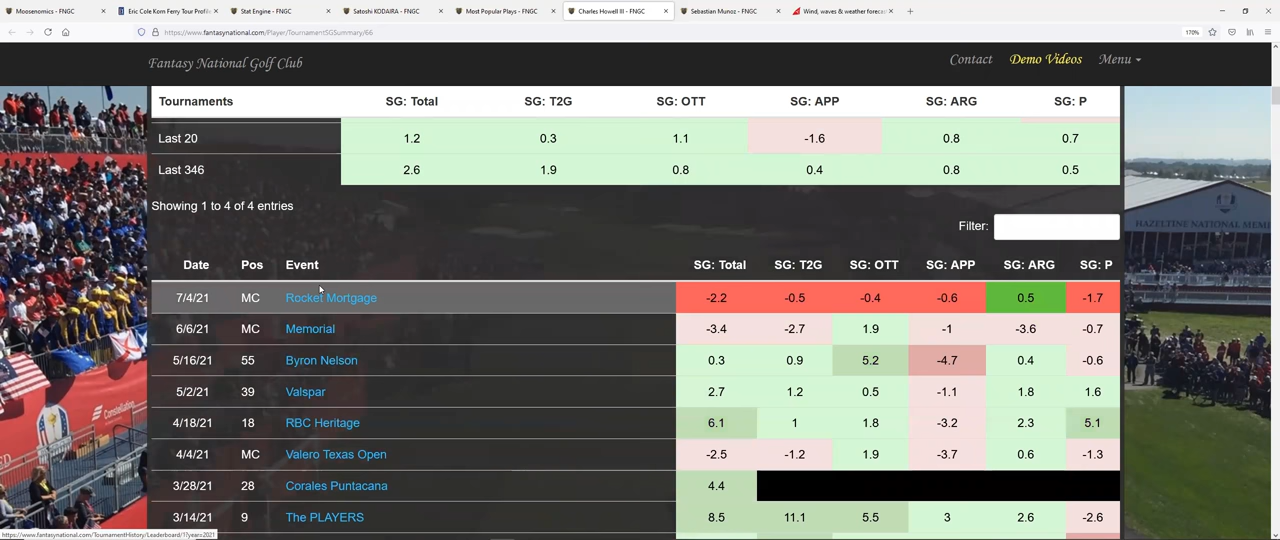 Moosenomics - FNGC
Eric Cole Korn Ferry Tour Profile
Stat Engine - FNGC
Satoshi KODAIRA - FNGC
Most Popular Plays - FNGC
Charles Howell III - FNGC
Sebastian Munoz - FNGC
Wind, waves & weather foreca
https://www.fantasynational.com/Player/TournamentSGSummary/66
170%
Fantasy National Golf Club
Contact Demo Videos Menu
Tournaments SG: Total SG: T2G SG: OTT SG: APP SG: ARG SG: P
Last 20 1.2 0.3 1.1 -1.6 0.8 0.7
Last 346 2.6 1.9 0.8 0.4 0.8 0.5
Showing 1 to 4 of 4 entries
Filter:
Date Pos Event SG: Total SG: T2G SG: OTT SG: APP SG: ARG SG: P
7/4/21 MC Rocket Mortgage -2.2 -0.5 -0.4 -0.6 0.5 -1.7
6/6/21 MC Memorial -3.4 -2.7 1.9 -1 -3.6 -0.7
5/16/21 55 Byron Nelson 0.3 0.9 5.2 -4.7 0.4 -0.6
5/2/21 39 Valspar 2.7 1.2 0.5 -1.1 1.8 1.6
4/18/21 18 RBC Heritage 6.1 1 1.8 -3.2 2.3 5.1
4/4/21 MC Valero Texas Open -2.5 -1.2 1.9 -3.7 0.6 -1.3
3/28/21 28 Corales Puntacana 4.4
3/14/21 9 The PLAYERS 8.5 11.1 5.5 3 2.6 -2.6
https://www.fantasynational.com/TournamentHistory/Leaderboard/1?year=2021
HAZELTINE NATIONAL
Constellation